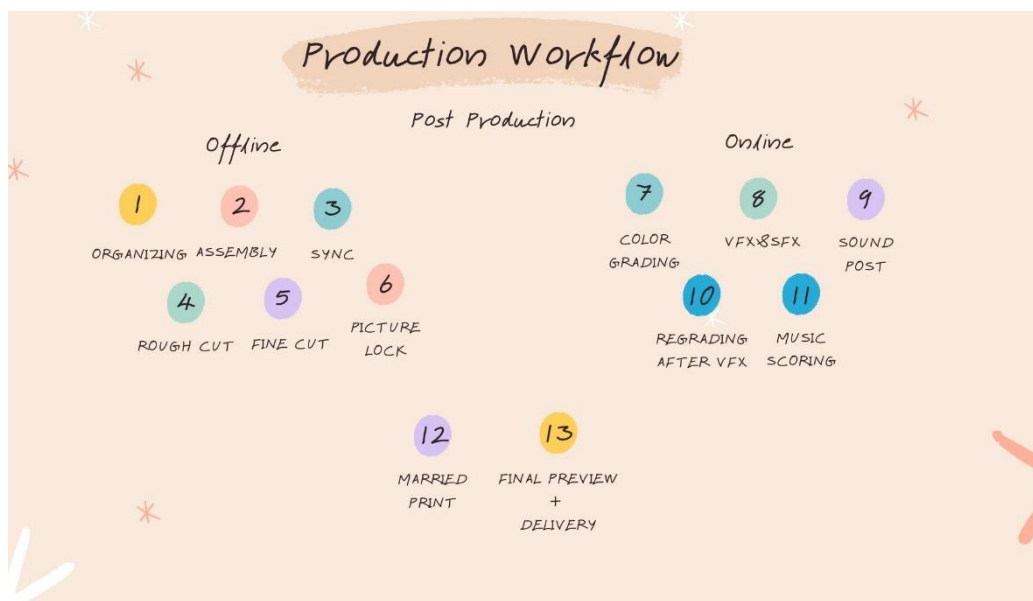 Production Workflow
Post Production
Offline
1
ORGANIZING
2
ASSEMBLY
3
SYNC
4
ROUGH CUT
5
FINE CUT
6
PICTURE
LOCK
Online
7
COLOR
GRADING
8
VFX&SFX
9
SOUND
POST
10
REGRADING
AFTER VFX
11
MUSIC
SCORING
12
MARRIED
PRINT
13
FINAL PREVIEW
+
DELIVERY